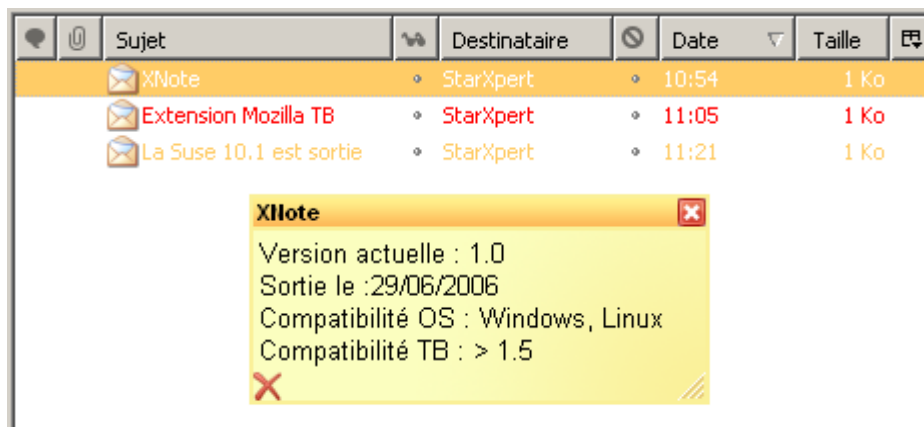 Sujet Destinataire Date Taille
XNote StarXpert 10:54 1 Ko
Extension Mozilla TB StarXpert 11:05 1 Ko
La Suse 10.1 est sortie StarXpert 11:21 1 Ko
XNote
Version actuelle : 1.0
Sortie le :29/06/2006
Compatibilité OS : Windows, Linux
Compatibilité TB : > 1.5